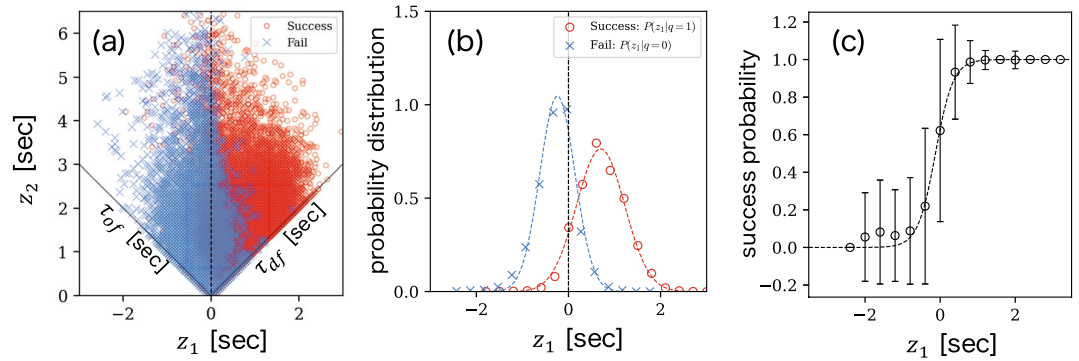 (a)
Success
Fail
z₂ [sec]
6
5
4
3
2
1
0
τ_of [sec]
τ_df [sec]
−2
0
2
z₁ [sec]
(b)
Success: P(z₁|q = 1)
Fail: P(z₁|q = 0)
probability distribution
1.5
1.0
0.5
0.0
−2
0
2
z₁ [sec]
(c)
success probability
1.2
1.0
0.8
0.6
0.4
0.2
0.0
−0.2
−2
0
2
z₁ [sec]